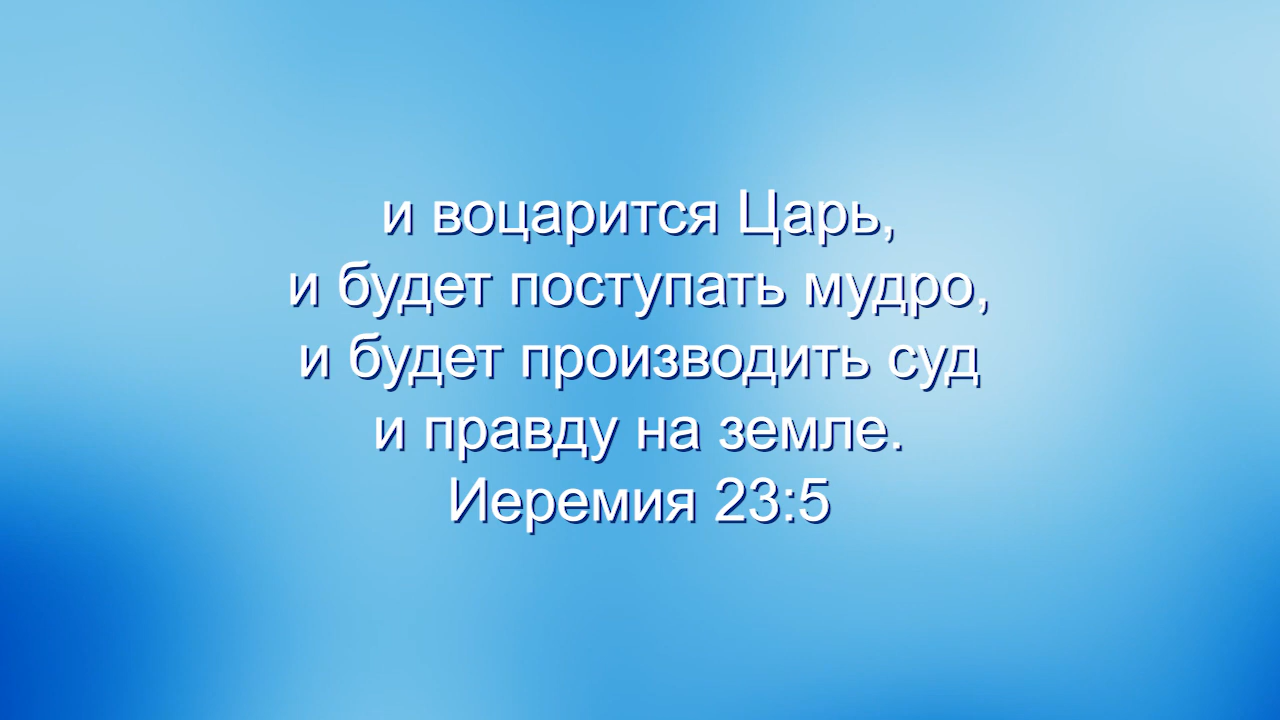 и воцарится Царь,
и будет поступать мудро,
и будет производить суд
и правду на земле.
Иеремия 23:5